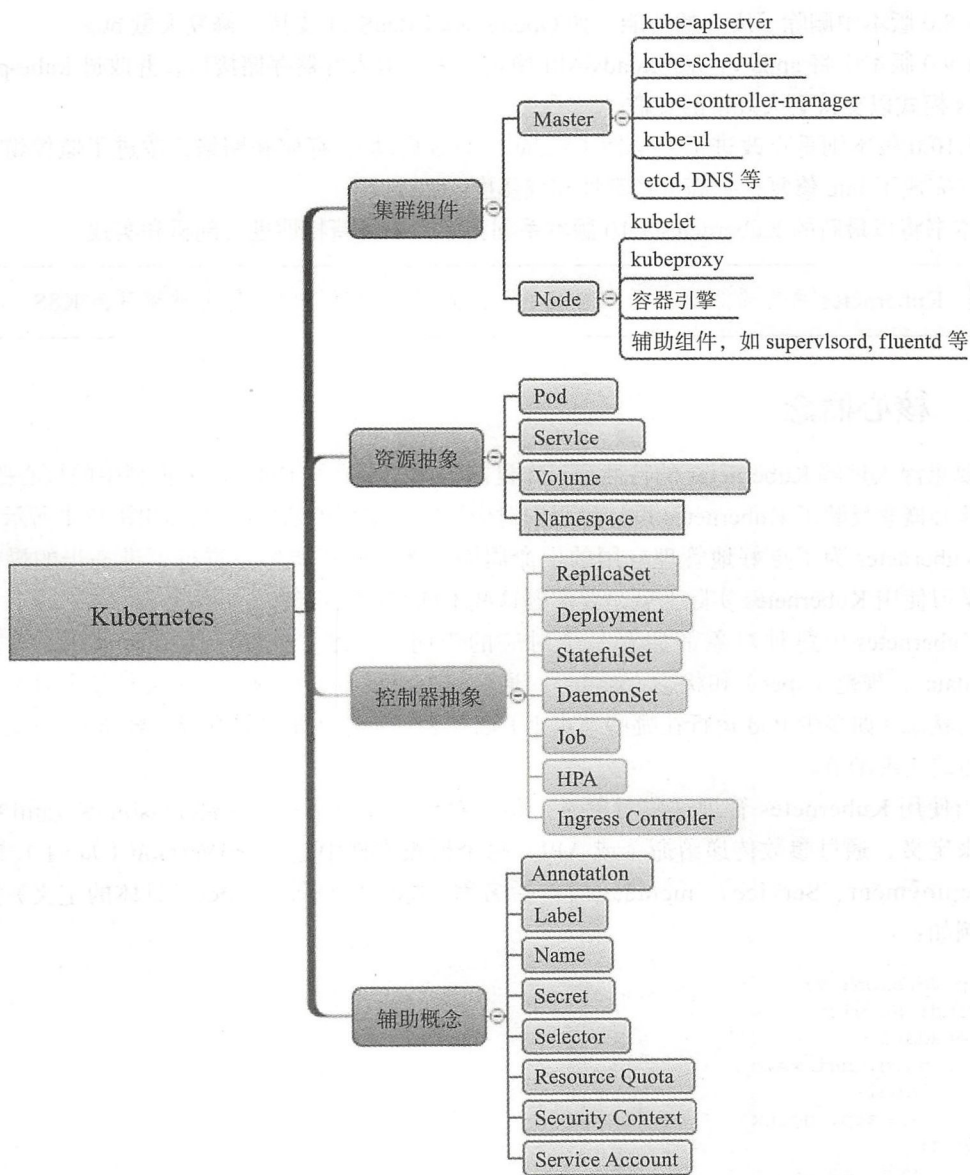 Kubernetes
集群组件
Master
kube-aplserver
kube-scheduler
kube-controller-manager
kube-ul
etcd, DNS 等
Node
kubelet
kubeproxy
容器引擎
辅助组件，如 supervlsord, fluentd 等
资源抽象
Pod
Servlce
Volume
Namespace
控制器抽象
RepllcaSet
Deployment
StatefulSet
DaemonSet
Job
HPA
Ingress Controller
辅助概念
Annotation
Label
Name
Secret
Selector
Resource Quota
Security Context
Service Account